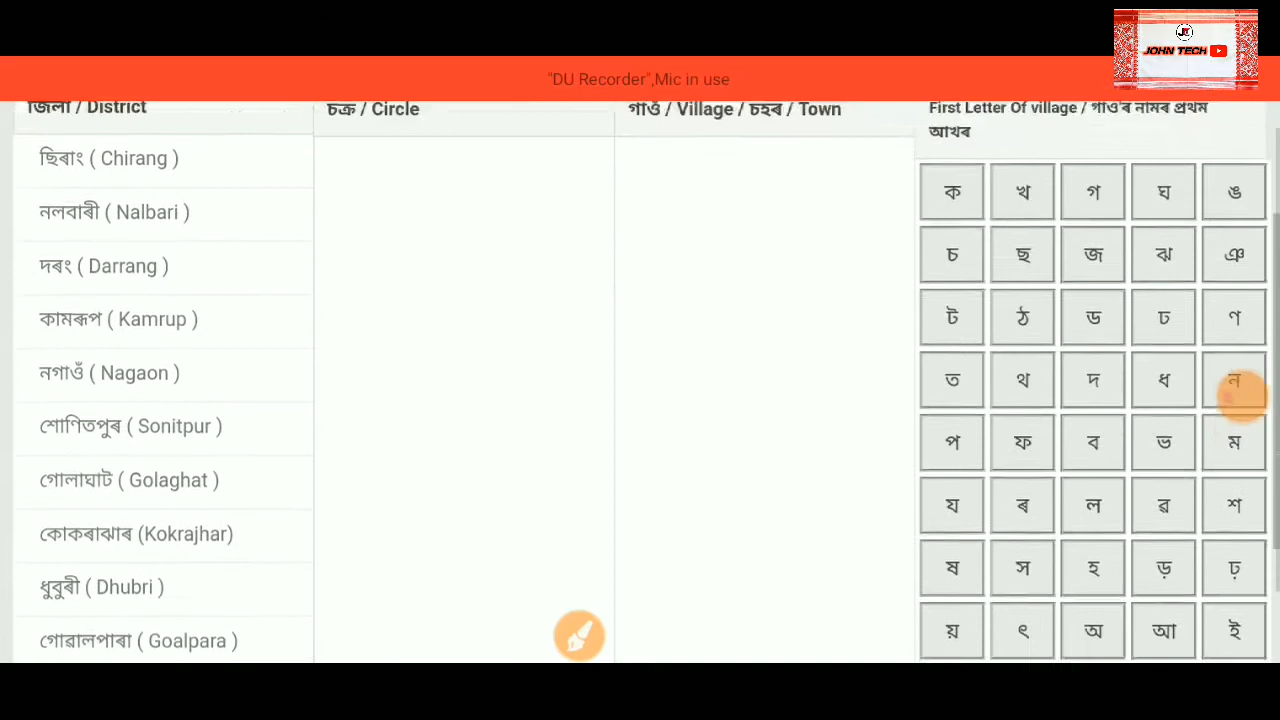 JOHN TECH
"DU Recorder",Mic in use
জিলা / District
চক্ৰ / Circle
গাওঁ / Village / চহৰ / Town
First Letter Of village / গাওঁৰ নামৰ প্ৰথম
আখৰ
ছিৰাং ( Chirang )
নলবাৰী ( Nalbari )
দৰং ( Darrang )
কামৰূপ ( Kamrup )
নগাওঁ ( Nagaon )
শোণিতপুৰ ( Sonitpur )
গোলাঘাট ( Golaghat )
কোকৰাঝাৰ (Kokrajhar)
ধুবুৰী ( Dhubri )
গোৱালপাৰা ( Goalpara )
ক খ গ ঘ ঙ
চ ছ জ ঝ ঞ
ট ঠ ড ঢ ণ
ত থ দ ধ ন
প ফ ব ভ ম
য ৰ ল ৱ শ
ষ স হ ড় ঢ়
য় ৎ অ আ ই